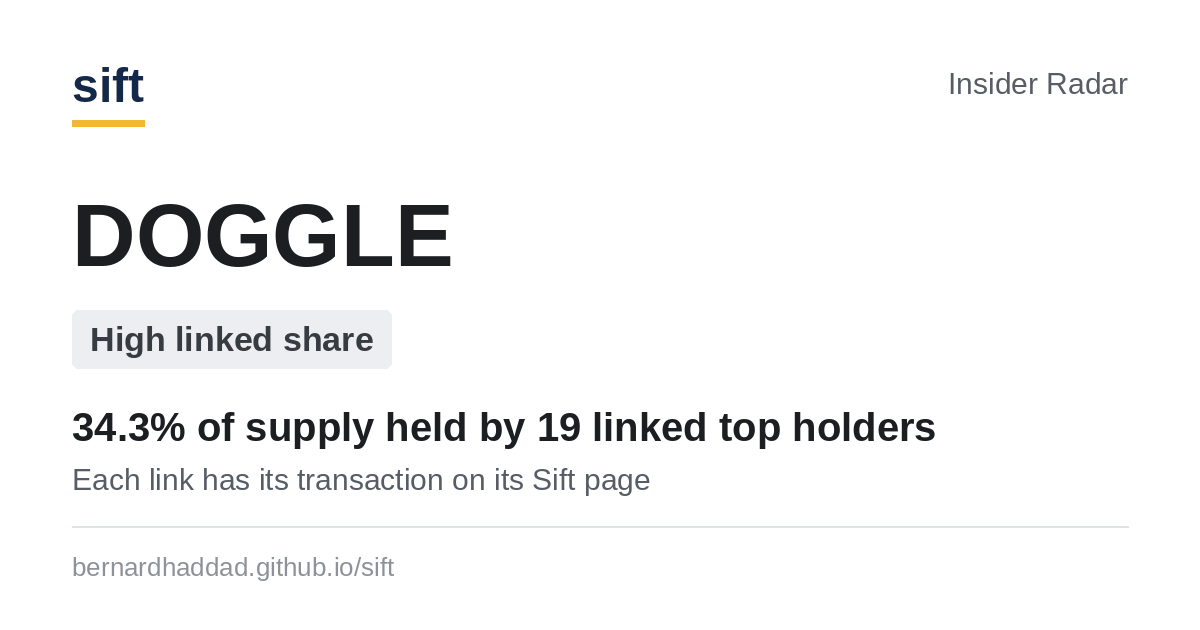 sift
Insider Radar
DOGGLE
High linked share
34.3% of supply held by 19 linked top holders
Each link has its transaction on its Sift page
bernardhaddad.github.io/sift